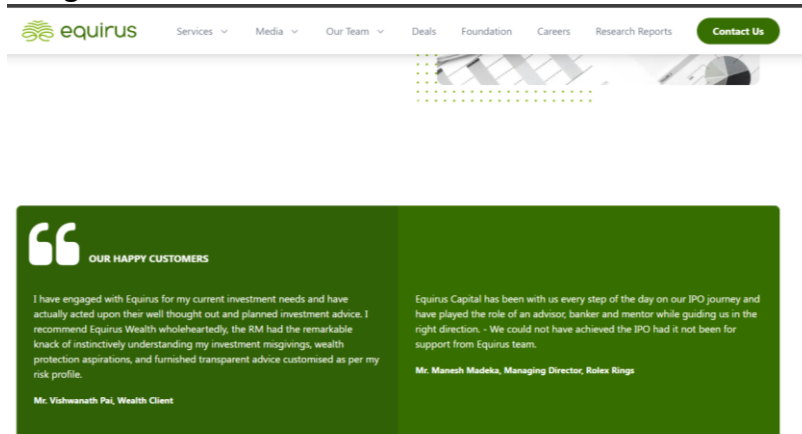 equirus
Services Media Our Team Deals Foundation Careers Research Reports Contact Us
OUR HAPPY CUSTOMERS
I have engaged with Equirus for my current investment needs and have
actually acted upon their well thought out and planned investment advice. I
recommend Equirus Wealth wholeheartedly, the RM had the remarkable
knack of instinctively understanding my investment misgivings, wealth
protection aspirations, and furnished transparent advice customised as per my
risk profile.
Mr. Vishwanath Pai, Wealth Client
Equirus Capital has been with us every step of the day on our IPO journey and
have played the role of an advisor, banker and mentor while guiding us in the
right direction. - We could not have achieved the IPO had it not been for
support from Equirus team.
Mr. Manesh Madeka, Managing Director, Rolex Rings